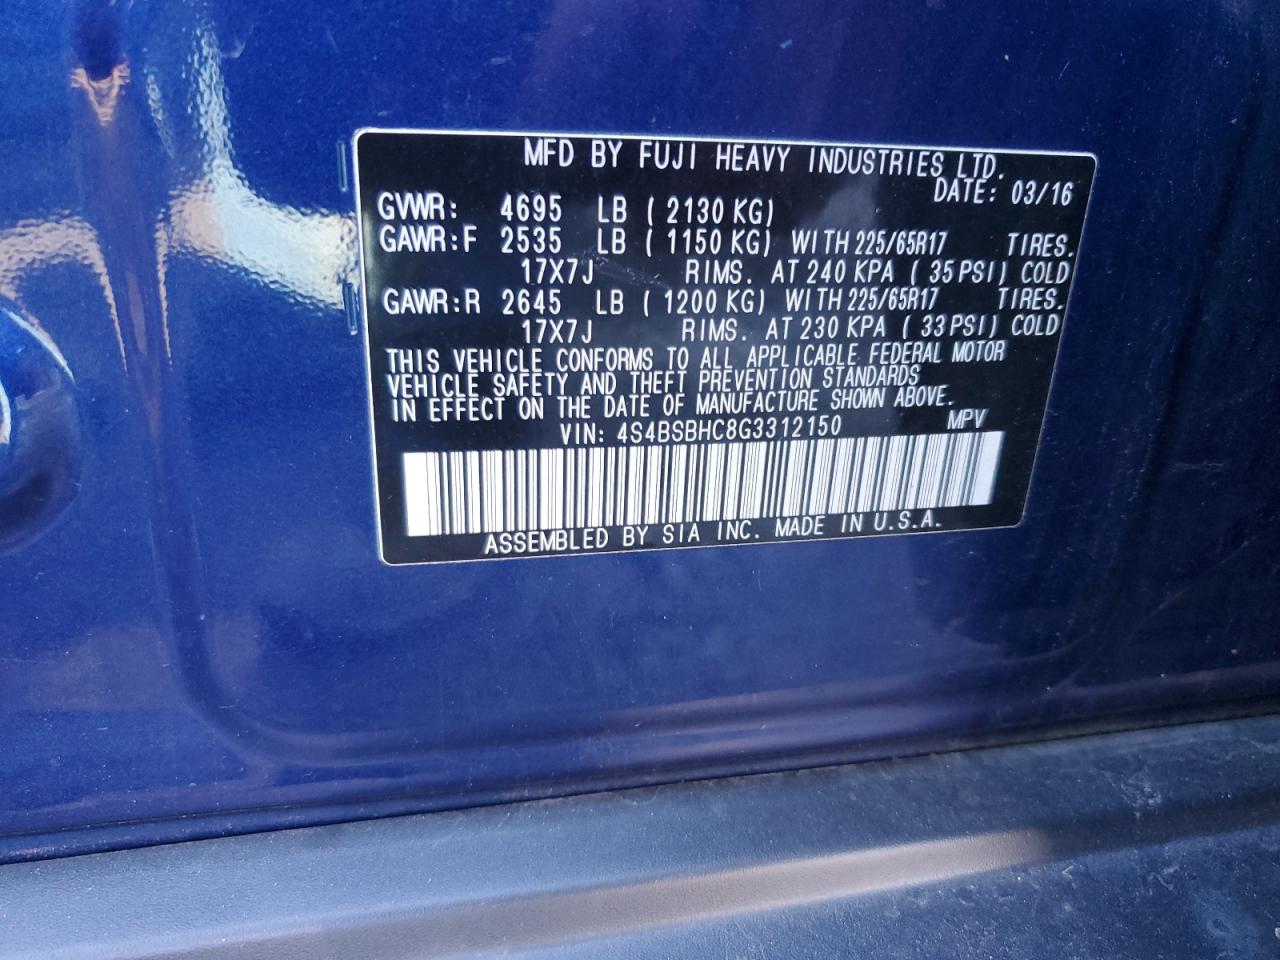 MFD BY FUJI HEAVY INDUSTRIES LTD.
DATE: 03/16
GVWR: 4695 LB ( 2130 KG)
GAWR:F 2535 LB ( 1150 KG) WITH 225/65R17 TIRES.
17X7J RIMS. AT 240 KPA ( 35 PSI) COLD
GAWR:R 2645 LB ( 1200 KG) WITH 225/65R17 TIRES.
17X7J RIMS. AT 230 KPA ( 33 PSI) COLD
THIS VEHICLE CONFORMS TO ALL APPLICABLE FEDERAL MOTOR
VEHICLE SAFETY AND THEFT PREVENTION STANDARDS
IN EFFECT ON THE DATE OF MANUFACTURE SHOWN ABOVE.
VIN: 4S4BSBHC8G3312150 MPV
ASSEMBLED BY SIA INC. MADE IN U.S.A.